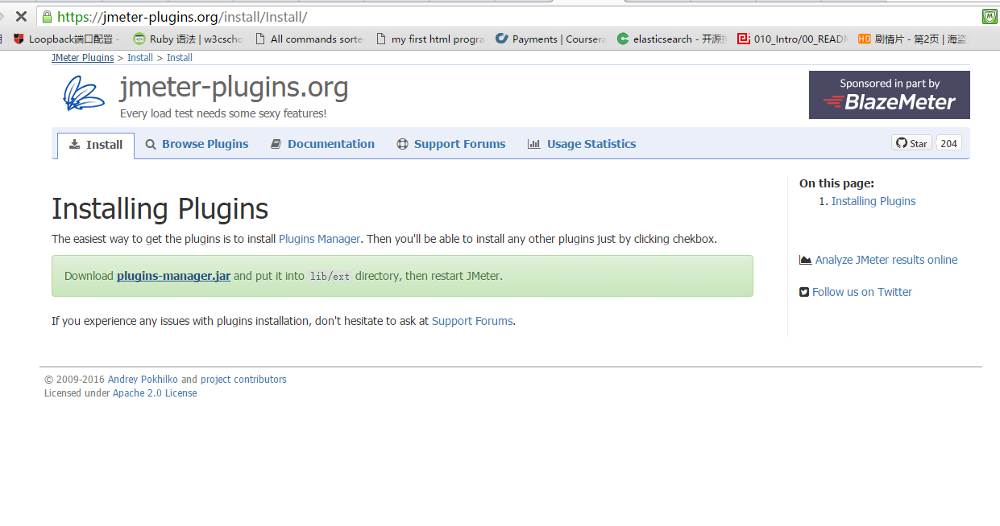 https://jmeter-plugins.org/install/Install/
Loopback端口配置 - Ruby 语法 | w3cscho All commands sorte my first html progra Payments | Coursera elasticsearch - 开源 010_Intro/00_READ HD 剧情片 - 第2页 | 海盗
JMeter Plugins > Install > Install
jmeter-plugins.org
Every load test needs some sexy features!
Sponsored in part by
BlazeMeter
Install Browse Plugins Documentation Support Forums Usage Statistics Star 204
On this page:
1. Installing Plugins
Installing Plugins
The easiest way to get the plugins is to install Plugins Manager. Then you'll be able to install any other plugins just by clicking chekbox.
Download plugins-manager.jar and put it into lib/ext directory, then restart JMeter.
Analyze JMeter results online
Follow us on Twitter
If you experience any issues with plugins installation, don't hesitate to ask at Support Forums.
© 2009-2016 Andrey Pokhilko and project contributors
Licensed under Apache 2.0 License